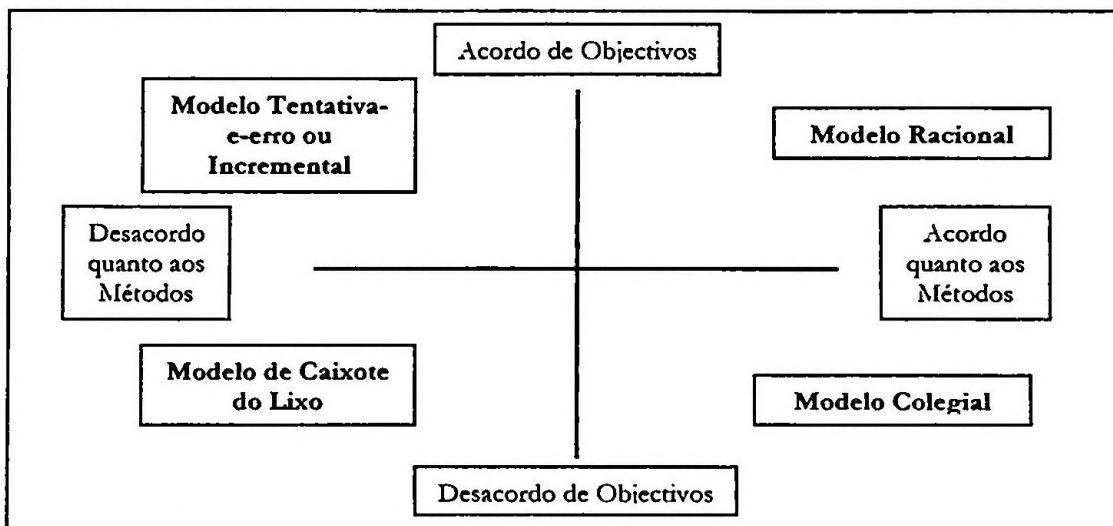 Acordo de Objectivos
Modelo Tentativa-
e-erro ou
Incremental
Modelo Racional
Desacordo
quanto aos
Métodos
Acordo
quanto aos
Métodos
Modelo de Caixote
do Lixo
Modelo Colegial
Desacordo de Objectivos